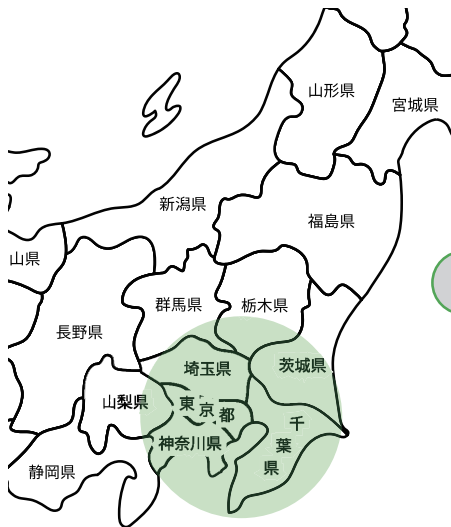 山形県
宮城県
新潟県
福島県
山県
群馬県
栃木県
長野県
埼玉県
茨城県
山梨県
東京都
千葉県
神奈川県
静岡県